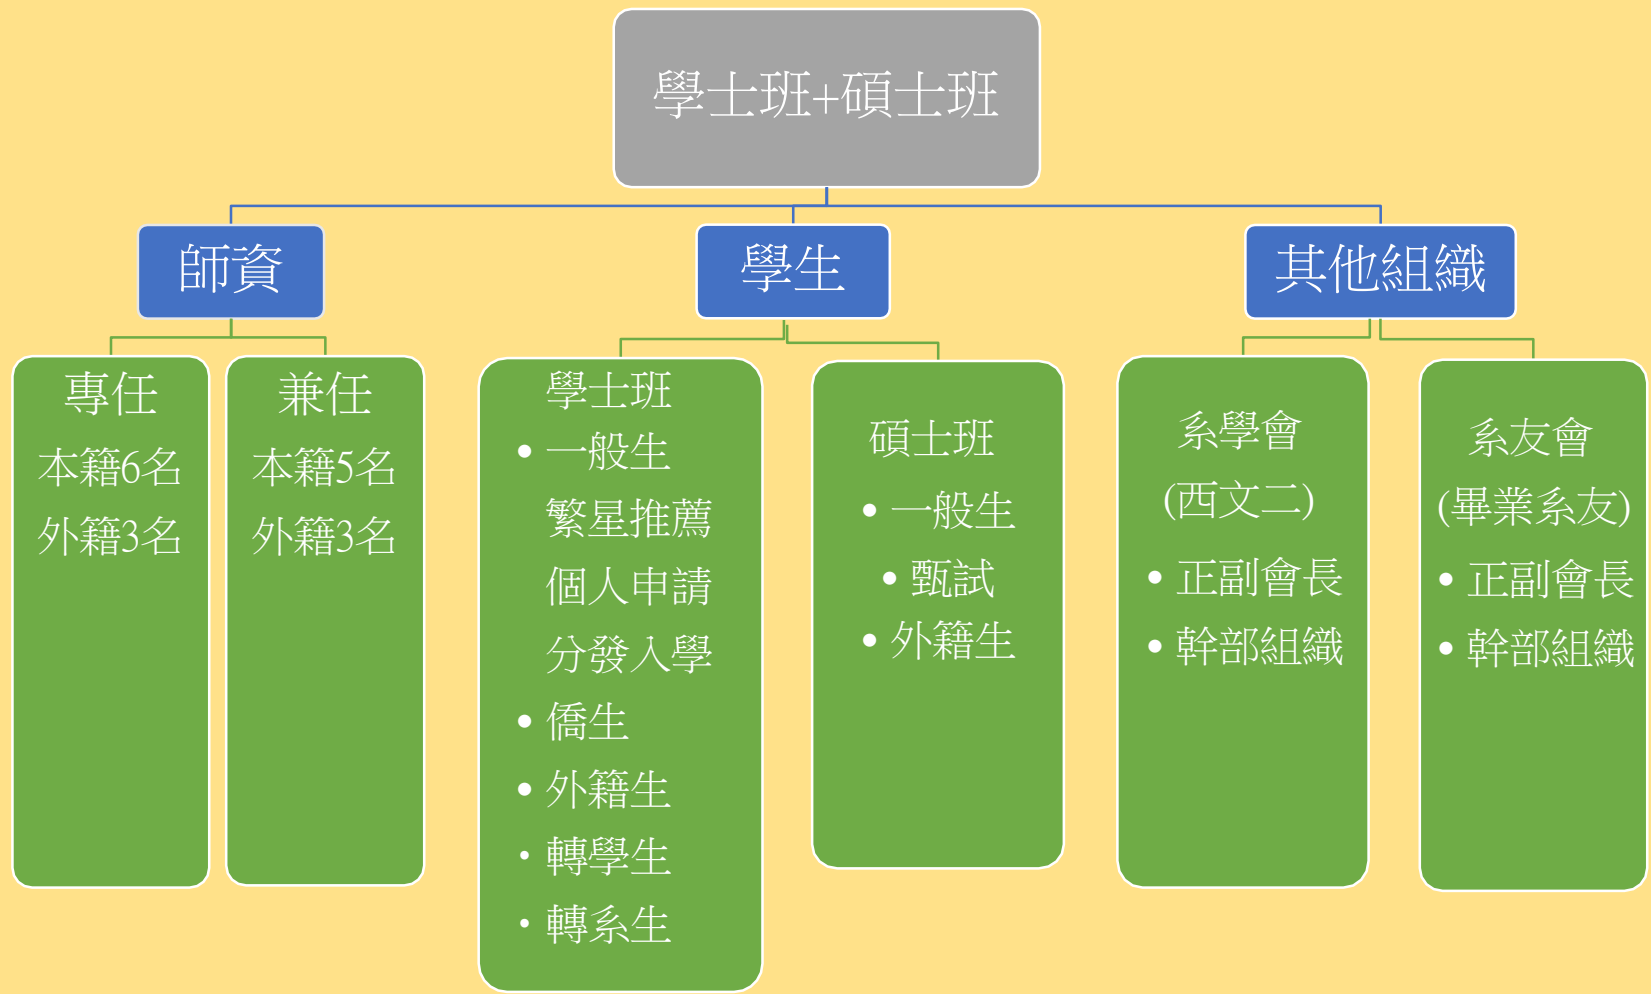 學士班+碩士班
師資
學生
其他組織
專任
本籍6名
外籍3名
兼任
本籍5名
外籍3名
學士班
• 一般生
繁星推薦
個人申請
分發入學
• 僑生
• 外籍生
• 轉學生
• 轉系生
碩士班
• 一般生
• 甄試
• 外籍生
系學會
(西文二)
• 正副會長
• 幹部組織
系友會
(畢業系友)
• 正副會長
• 幹部組織